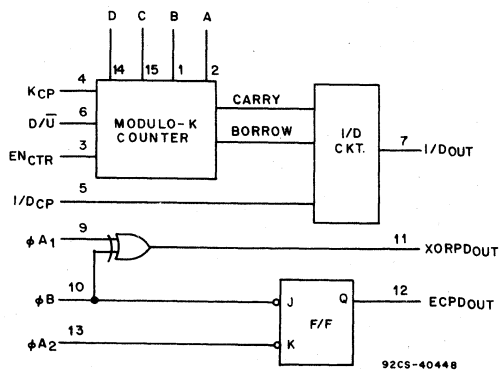 D C B A
14 15 1 2
4
KCP
6
D/U̅
3
ENCTR
MODULO-K
COUNTER
CARRY
BORROW
I/D
CKT.
7
I/DOUT
5
I/DCP
9
φA1
11
XORPDOUT
10
φB
J Q
F/F
K
12
ECPDOUT
13
φA2
92CS-40448